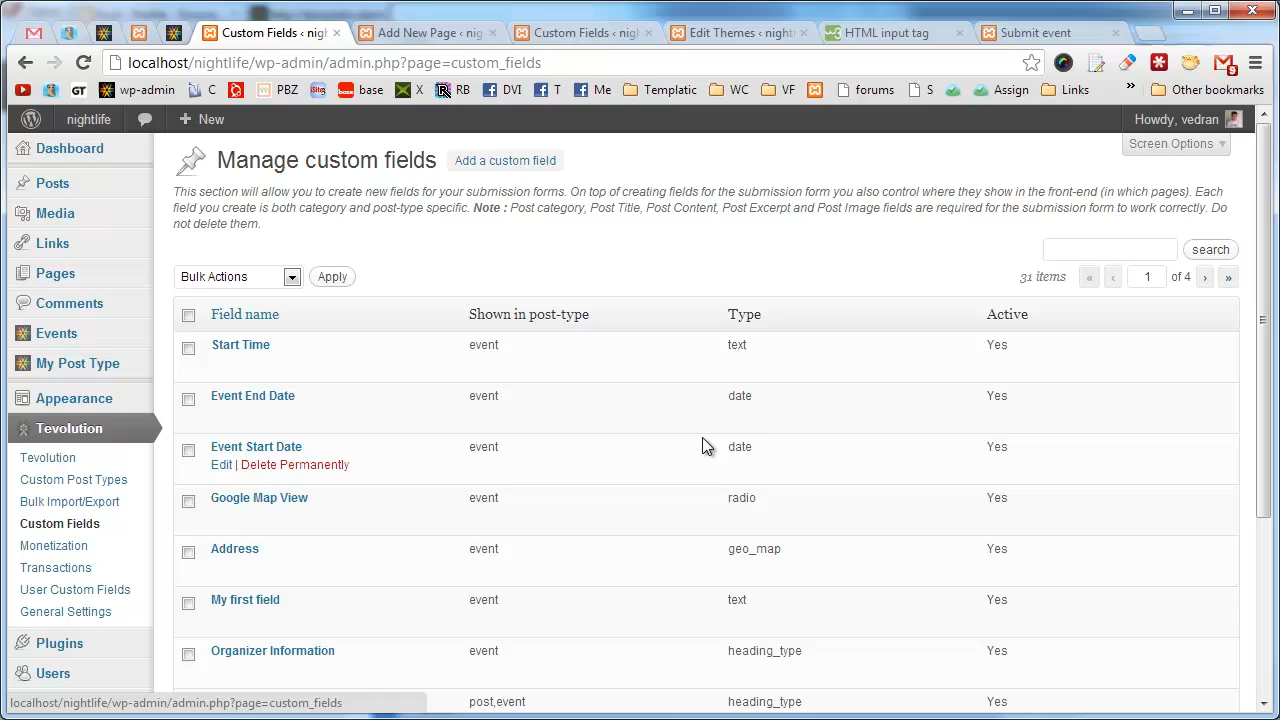 Custom Fields ‹ nigh
Add New Page ‹ ng
Custom Fields ‹ nigh
Edit Themes ‹ nighti
HTML input tag
Submit event
localhost/nightlife/wp-admin/admin.php?page=custom_fields
GT wp-admin C PBZ iSite X RB DVI T Me Templatic WC VF forums S Assign Links » Other bookmarks
base
nightlife
+ New
Howdy, vedran
Screen Options
Dashboard
Posts
Media
Links
Pages
Comments
Events
My Post Type
Appearance
Tevolution
Tevolution
Custom Post Types
Bulk Import/Export
Custom Fields
Monetization
Transactions
User Custom Fields
General Settings
Plugins
Users
Manage custom fields
Add a custom field
This section will allow you to create new fields for your submission forms. On top of creating fields for the submission form you also control where they show in the front-end (in which pages). Each
field you create is both category and post-type specific. Note : Post category, Post Title, Post Content, Post Excerpt and Post Image fields are required for the submission form to work correctly. Do
not delete them.
search
Bulk Actions
Apply
31 items « ‹ 1 of 4 › »
Field name Shown in post-type Type Active
Start Time event text Yes
Event End Date event date Yes
Event Start Date event date Yes
Edit | Delete Permanently
Google Map View event radio Yes
Address event geo_map Yes
My first field event text Yes
Organizer Information event heading_type Yes
post,event heading_type Yes
localhost/nightlife/wp-admin/admin.php?page=custom_fields